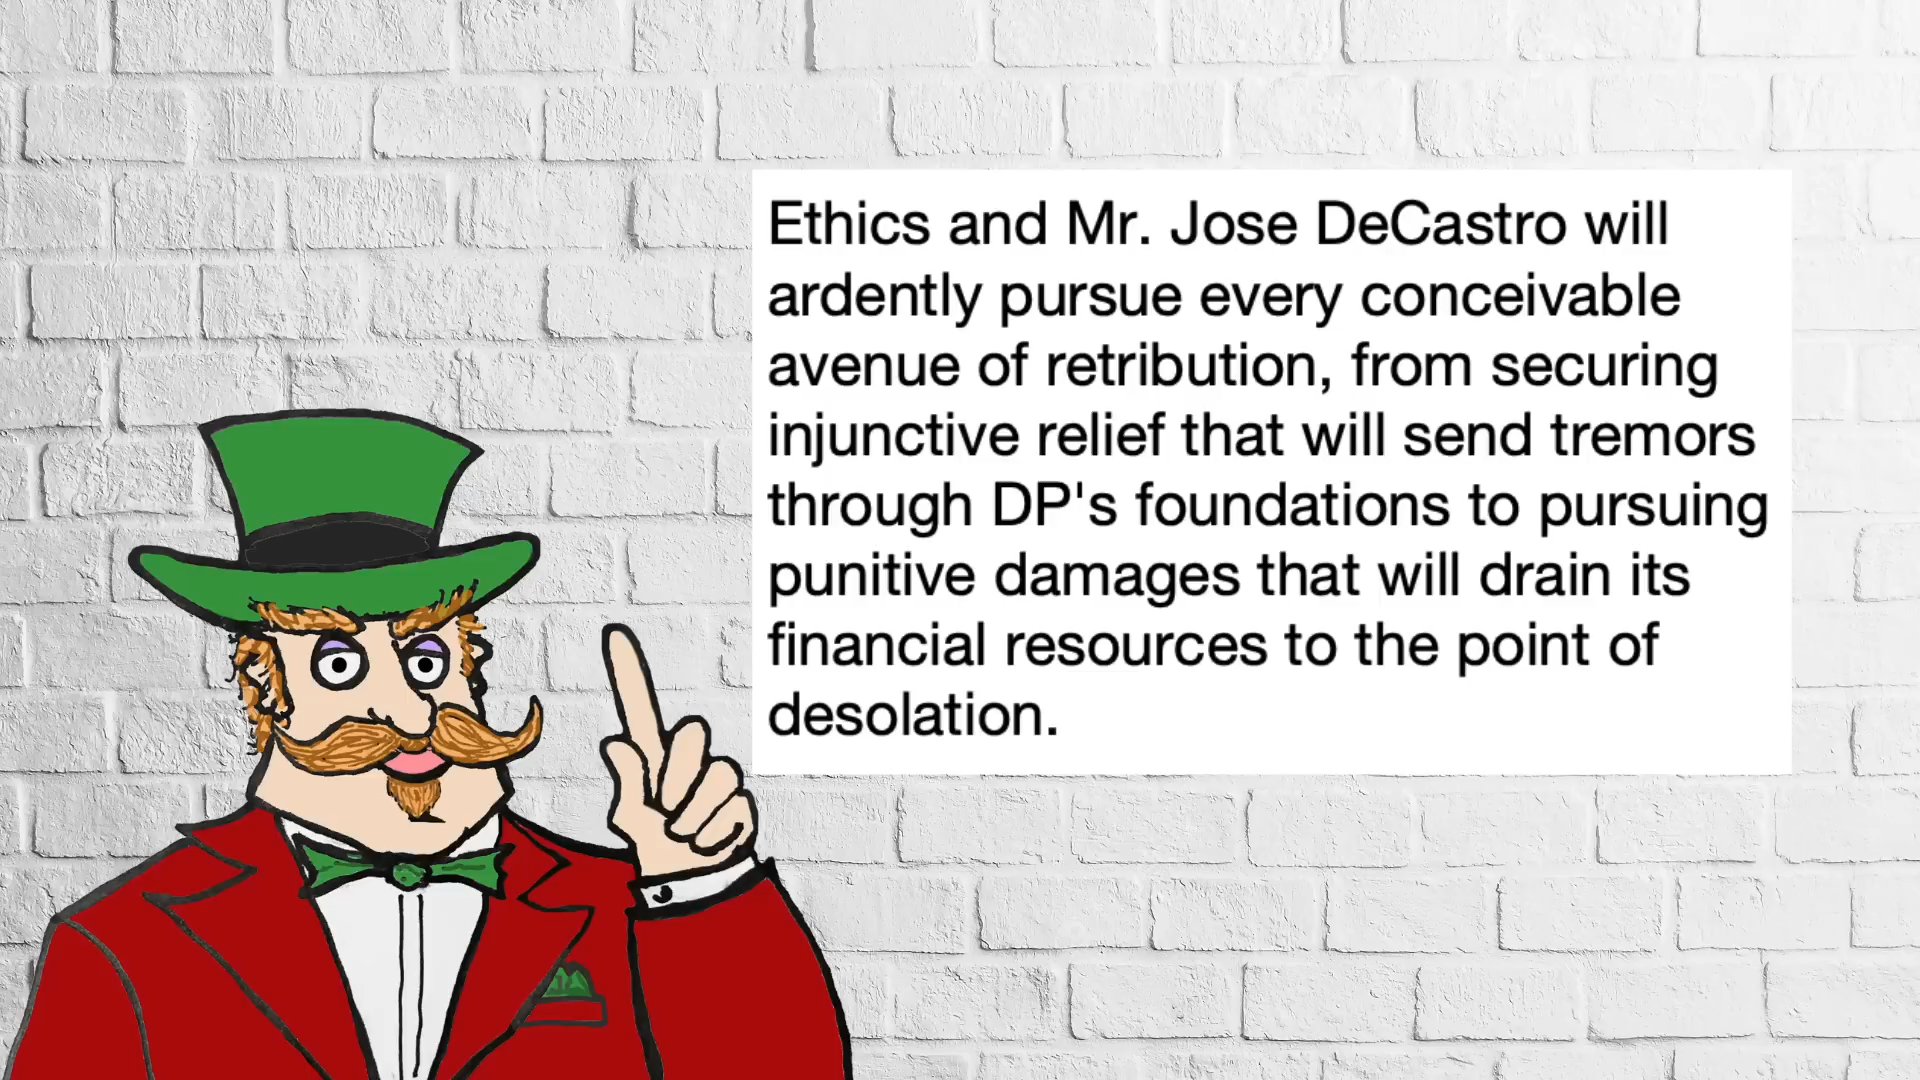 Ethics and Mr. Jose DeCastro will
ardently pursue every conceivable
avenue of retribution, from securing
injunctive relief that will send tremors
through DP's foundations to pursuing
punitive damages that will drain its
financial resources to the point of
desolation.